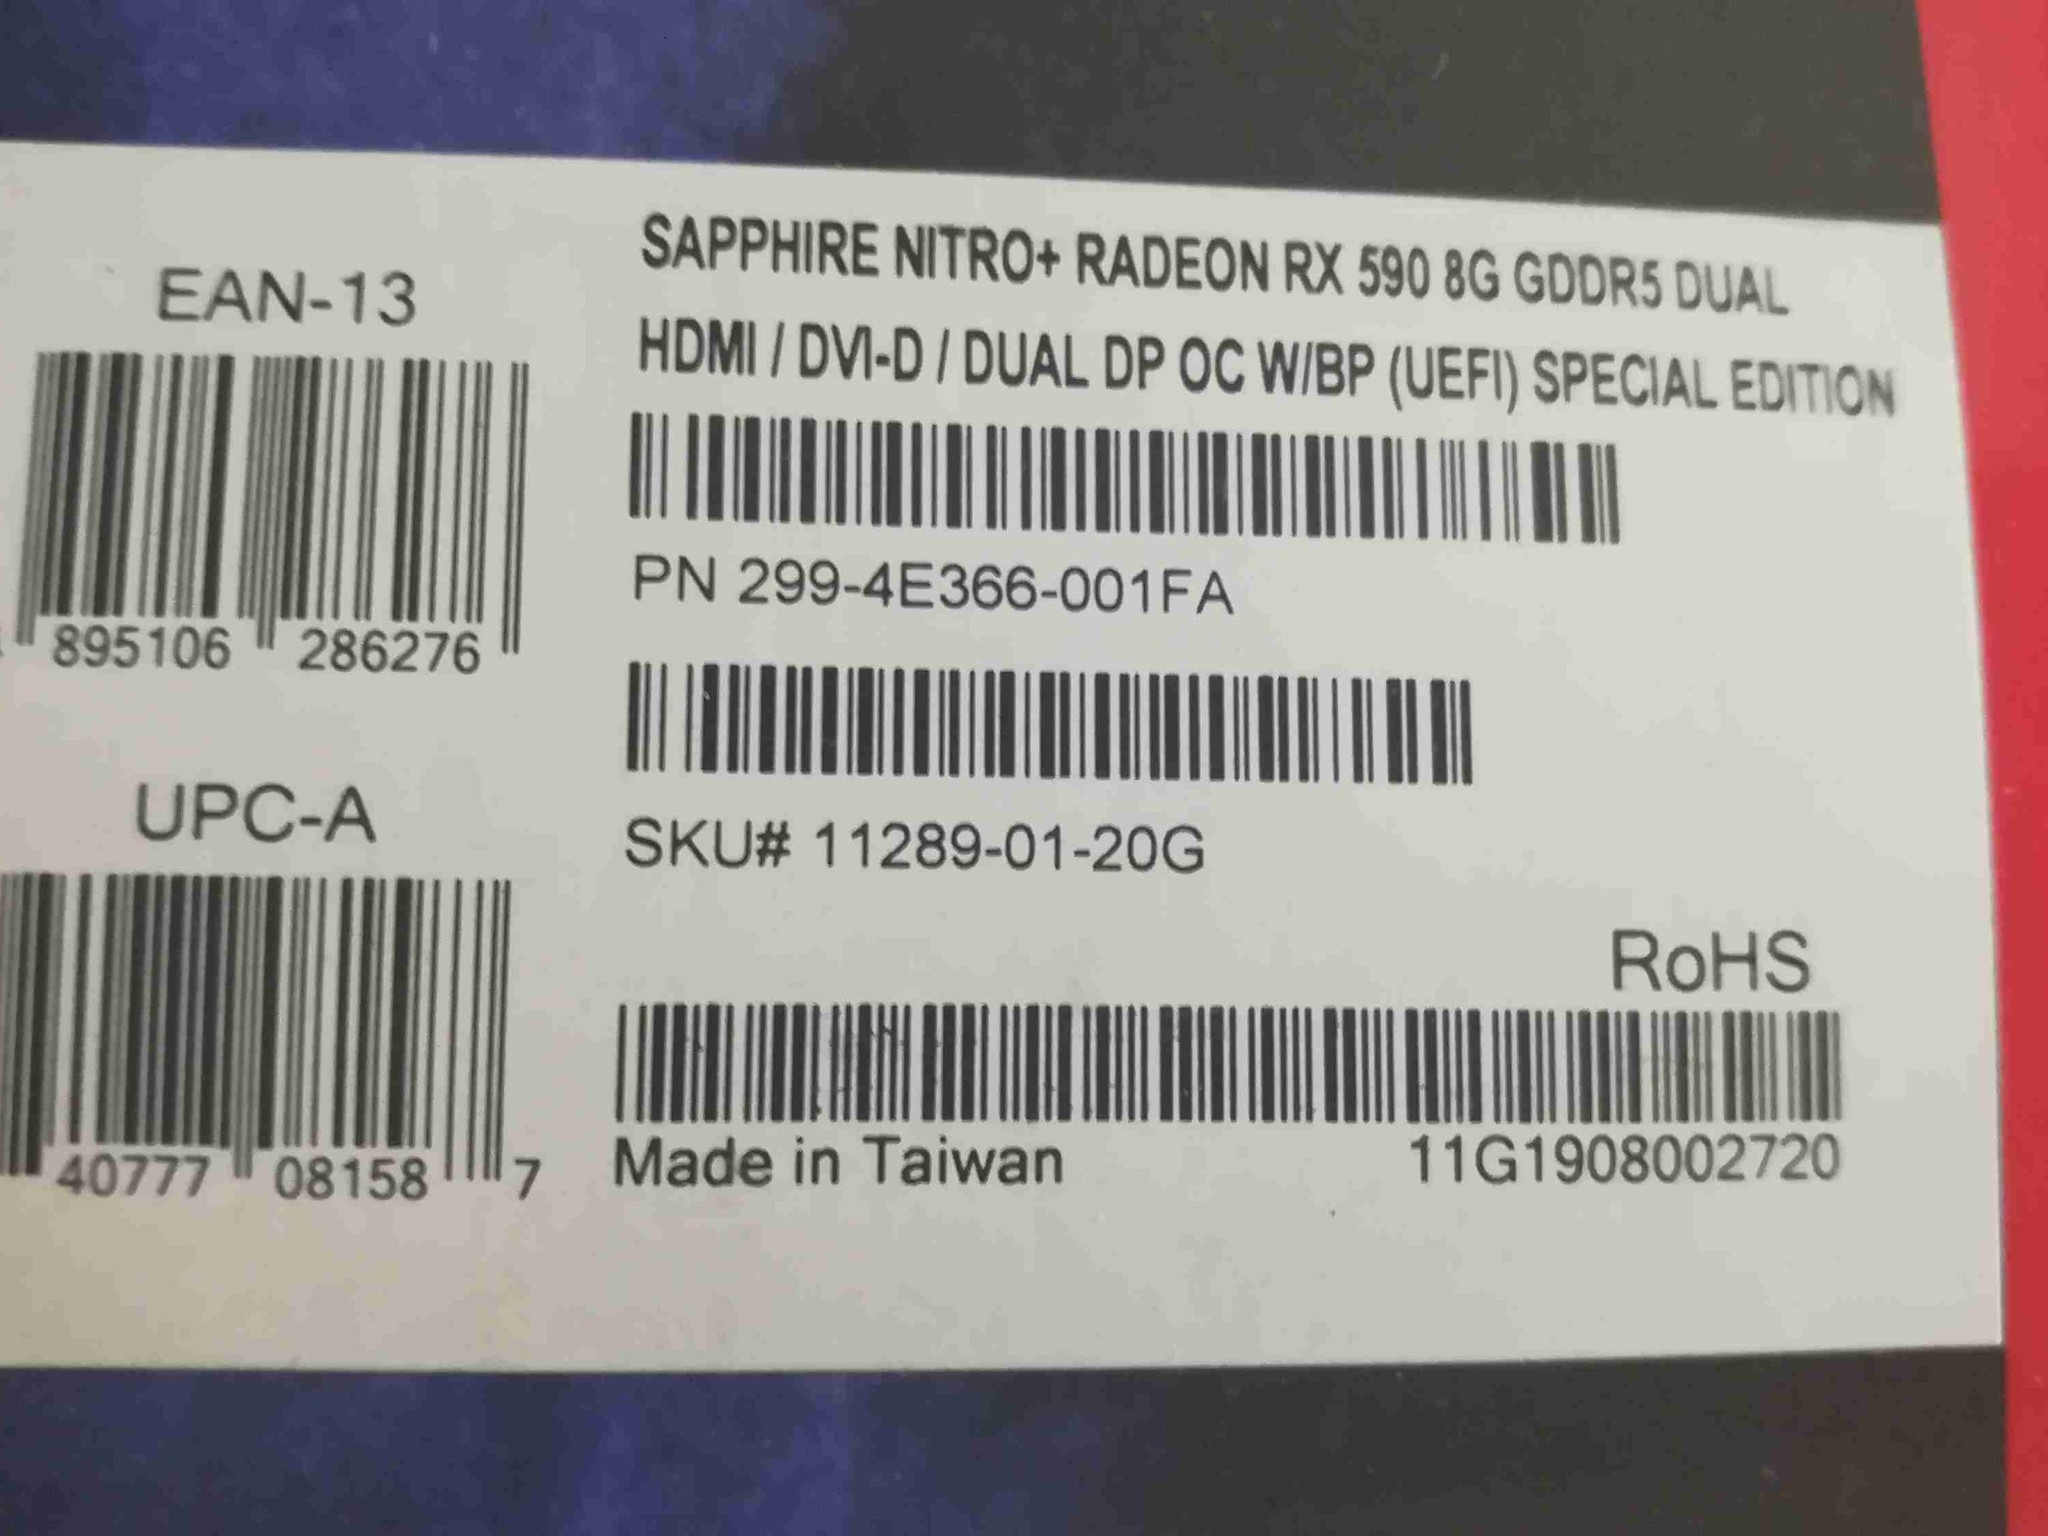 SAPPHIRE NITRO+ RADEON RX 590 8G GDDR5 DUAL
HDMI / DVI-D / DUAL DP OC W/BP (UEFI) SPECIAL EDITION
EAN-13
895106 286276
PN 299-4E366-001FA
UPC-A
40777 08158 7
SKU# 11289-01-20G
RoHS
Made in Taiwan
11G1908002720